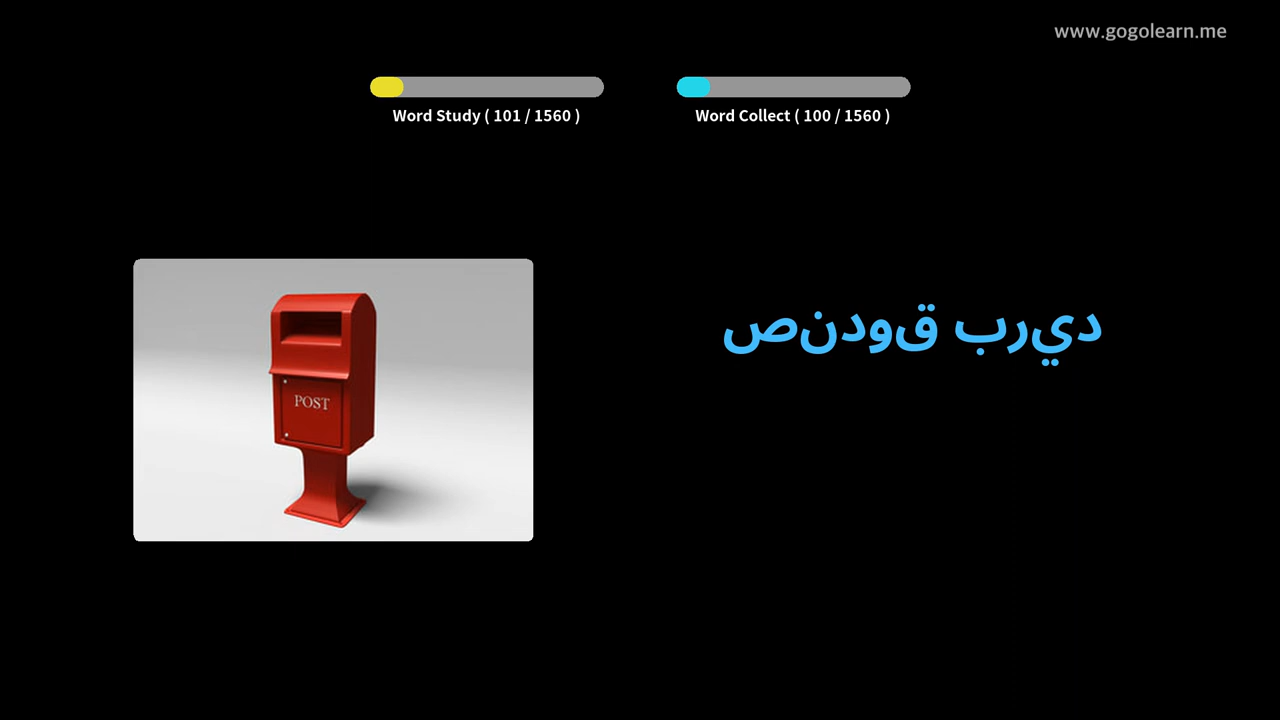 www.gogolearn.me
Word Study ( 101 / 1560 )
Word Collect ( 100 / 1560 )
صندوق بريد
POST